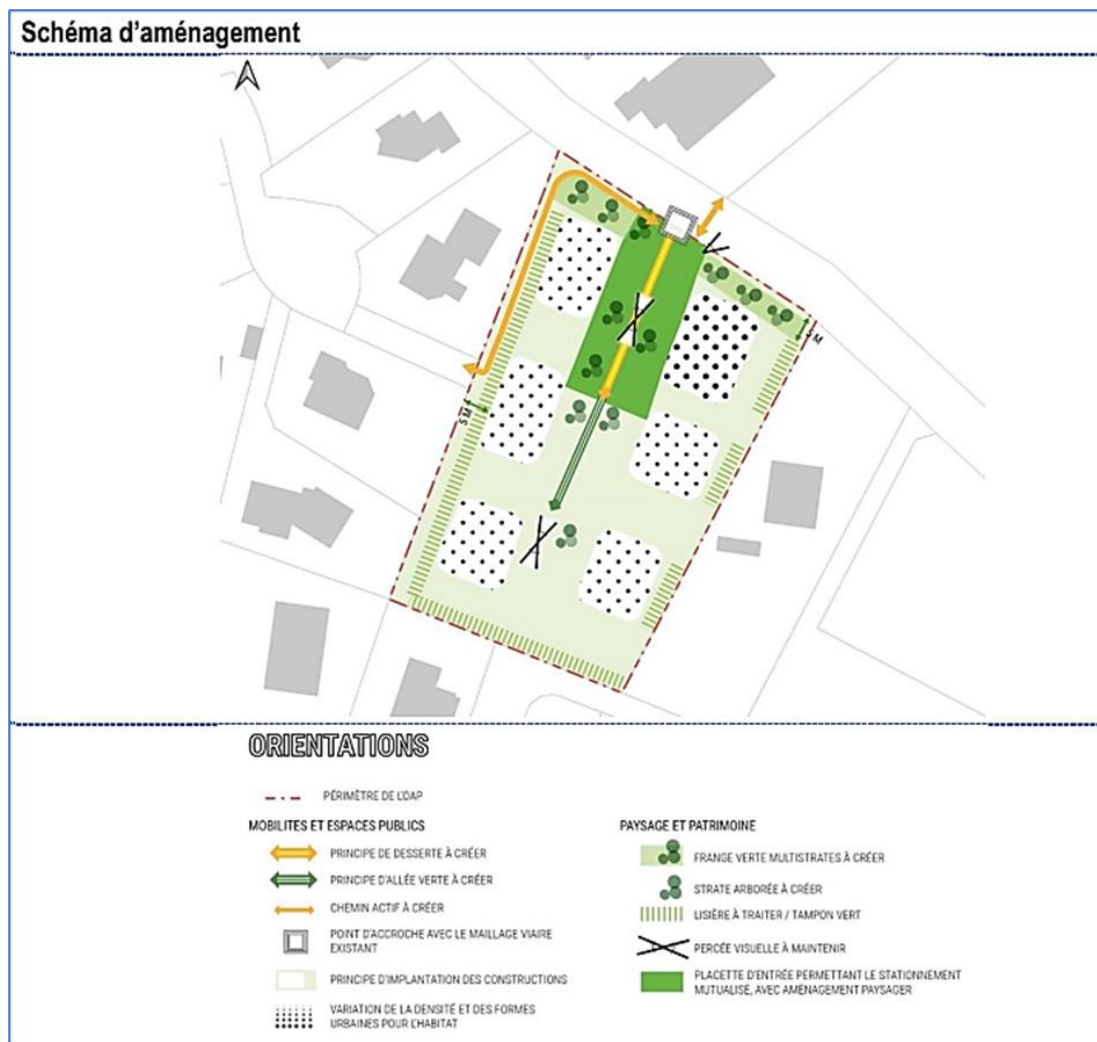 Schéma d'aménagement
5 M
5 M
ORIENTATIONS
PÉRIMÈTRE DE L'OAP
MOBILITES ET ESPACES PUBLICS
PRINCIPE DE DESSERTE À CRÉER
PRINCIPE D'ALLÉE VERTE À CRÉER
CHEMIN ACTIF À CRÉER
POINT D'ACCROCHE AVEC LE MAILLAGE VIAIRE
EXISTANT
PRINCIPE D'IMPLANTATION DES CONSTRUCTIONS
VARIATION DE LA DENSITÉ ET DES FORMES
URBAINES POUR L'HABITAT
PAYSAGE ET PATRIMOINE
FRANGE VERTE MULTISTRATES À CRÉER
STRATE ARBORÉE À CRÉER
LISIÈRE À TRAITER / TAMPON VERT
PERCÉE VISUELLE À MAINTENIR
PLACETTE D'ENTRÉE PERMETTANT LE STATIONNEMENT
MUTUALISÉ, AVEC AMÉNAGEMENT PAYSAGER